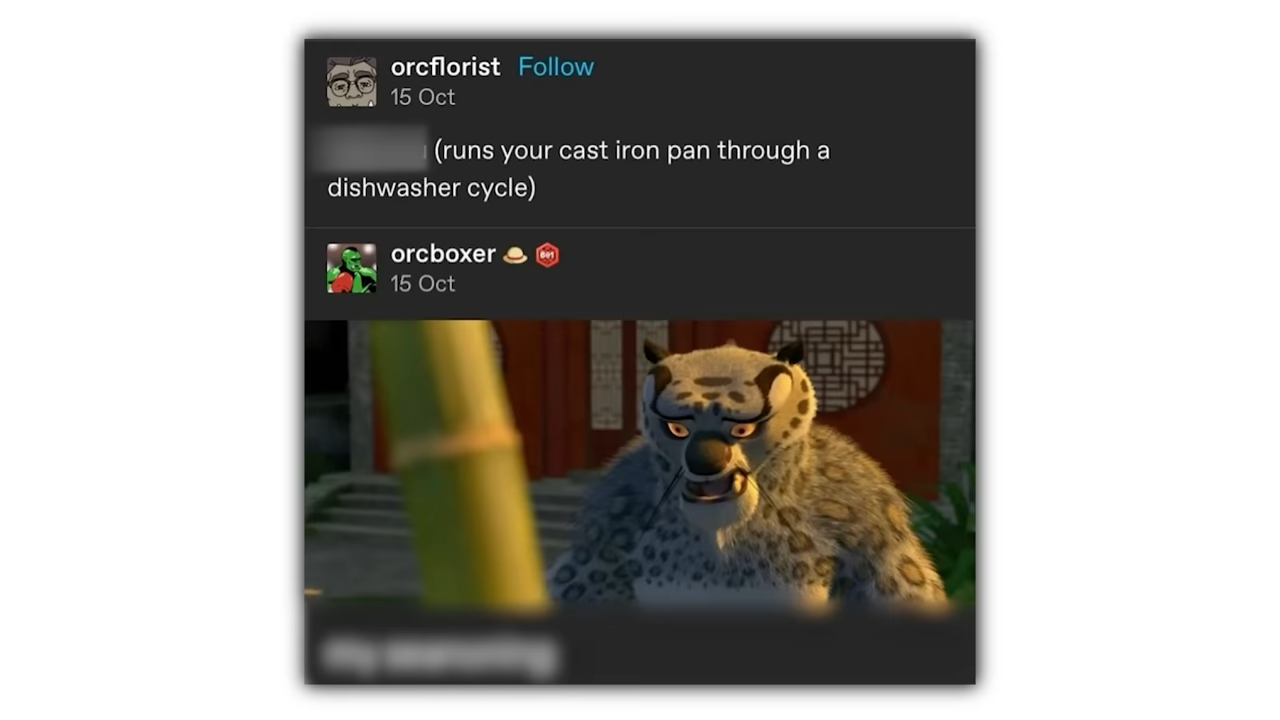 orcflorist Follow
15 Oct
(runs your cast iron pan through a
dishwasher cycle)
orcboxer
15 Oct